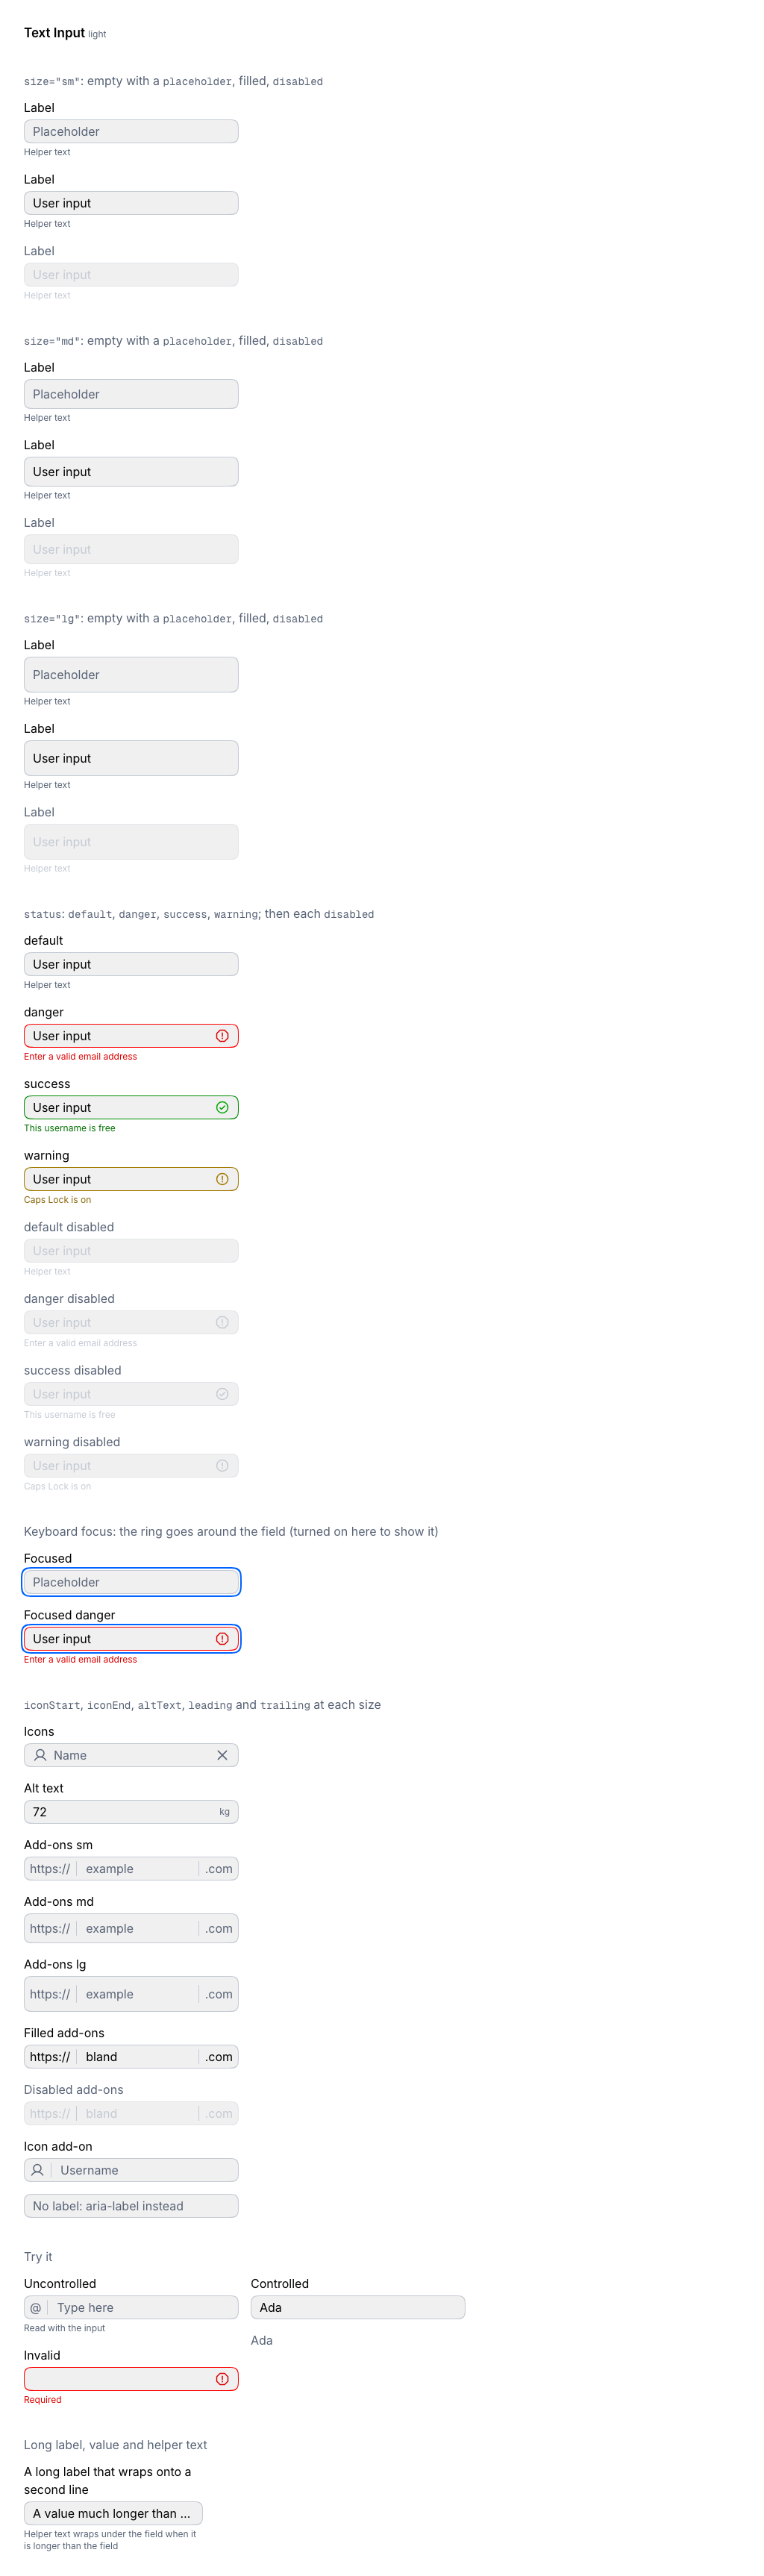 Text Input light
size="sm": empty with a placeholder, filled, disabled
Label
Placeholder
Helper text
Label
User input
Helper text
Label
User input
Helper text
size="md": empty with a placeholder, filled, disabled
Label
Placeholder
Helper text
Label
User input
Helper text
Label
User input
Helper text
size="lg": empty with a placeholder, filled, disabled
Label
Placeholder
Helper text
Label
User input
Helper text
Label
User input
Helper text
status: default, danger, success, warning; then each disabled
default
User input
Helper text
danger
User input
Enter a valid email address
success
User input
This username is free
warning
User input
Caps Lock is on
default disabled
User input
Helper text
danger disabled
User input
Enter a valid email address
success disabled
User input
This username is free
warning disabled
User input
Caps Lock is on
Keyboard focus: the ring goes around the field (turned on here to show it)
Focused
Placeholder
Focused danger
User input
Enter a valid email address
iconStart, iconEnd, altText, leading and trailing at each size
Icons
Name
Alt text
72 kg
Add-ons sm
https:// example .com
Add-ons md
https:// example .com
Add-ons lg
https:// example .com
Filled add-ons
https:// bland .com
Disabled add-ons
https:// bland .com
Icon add-on
Username
No label: aria-label instead
Try it
Uncontrolled
@ Type here
Read with the input
Controlled
Ada
Ada
Invalid
Required
Long label, value and helper text
A long label that wraps onto a
second line
A value much longer than ...
Helper text wraps under the field when it
is longer than the field